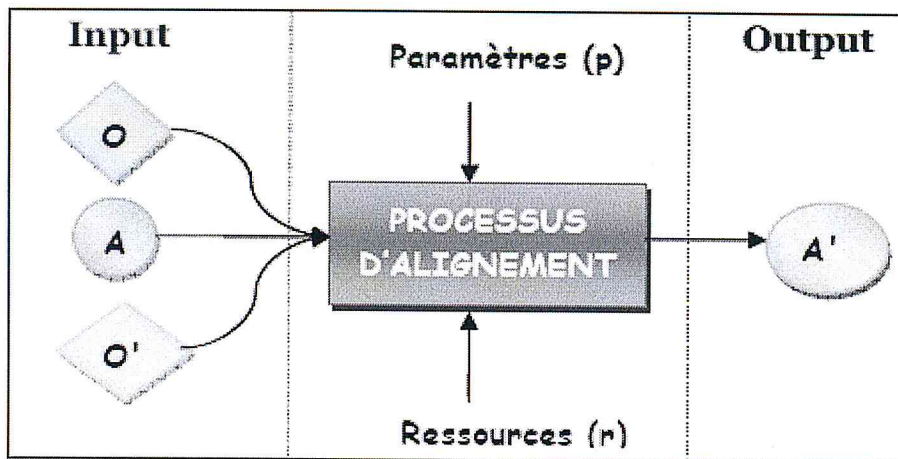 Input
Paramètres (p)
Output
O
A
O'
PROCESSUS
D'ALIGNEMENT
A'
Ressources (r)